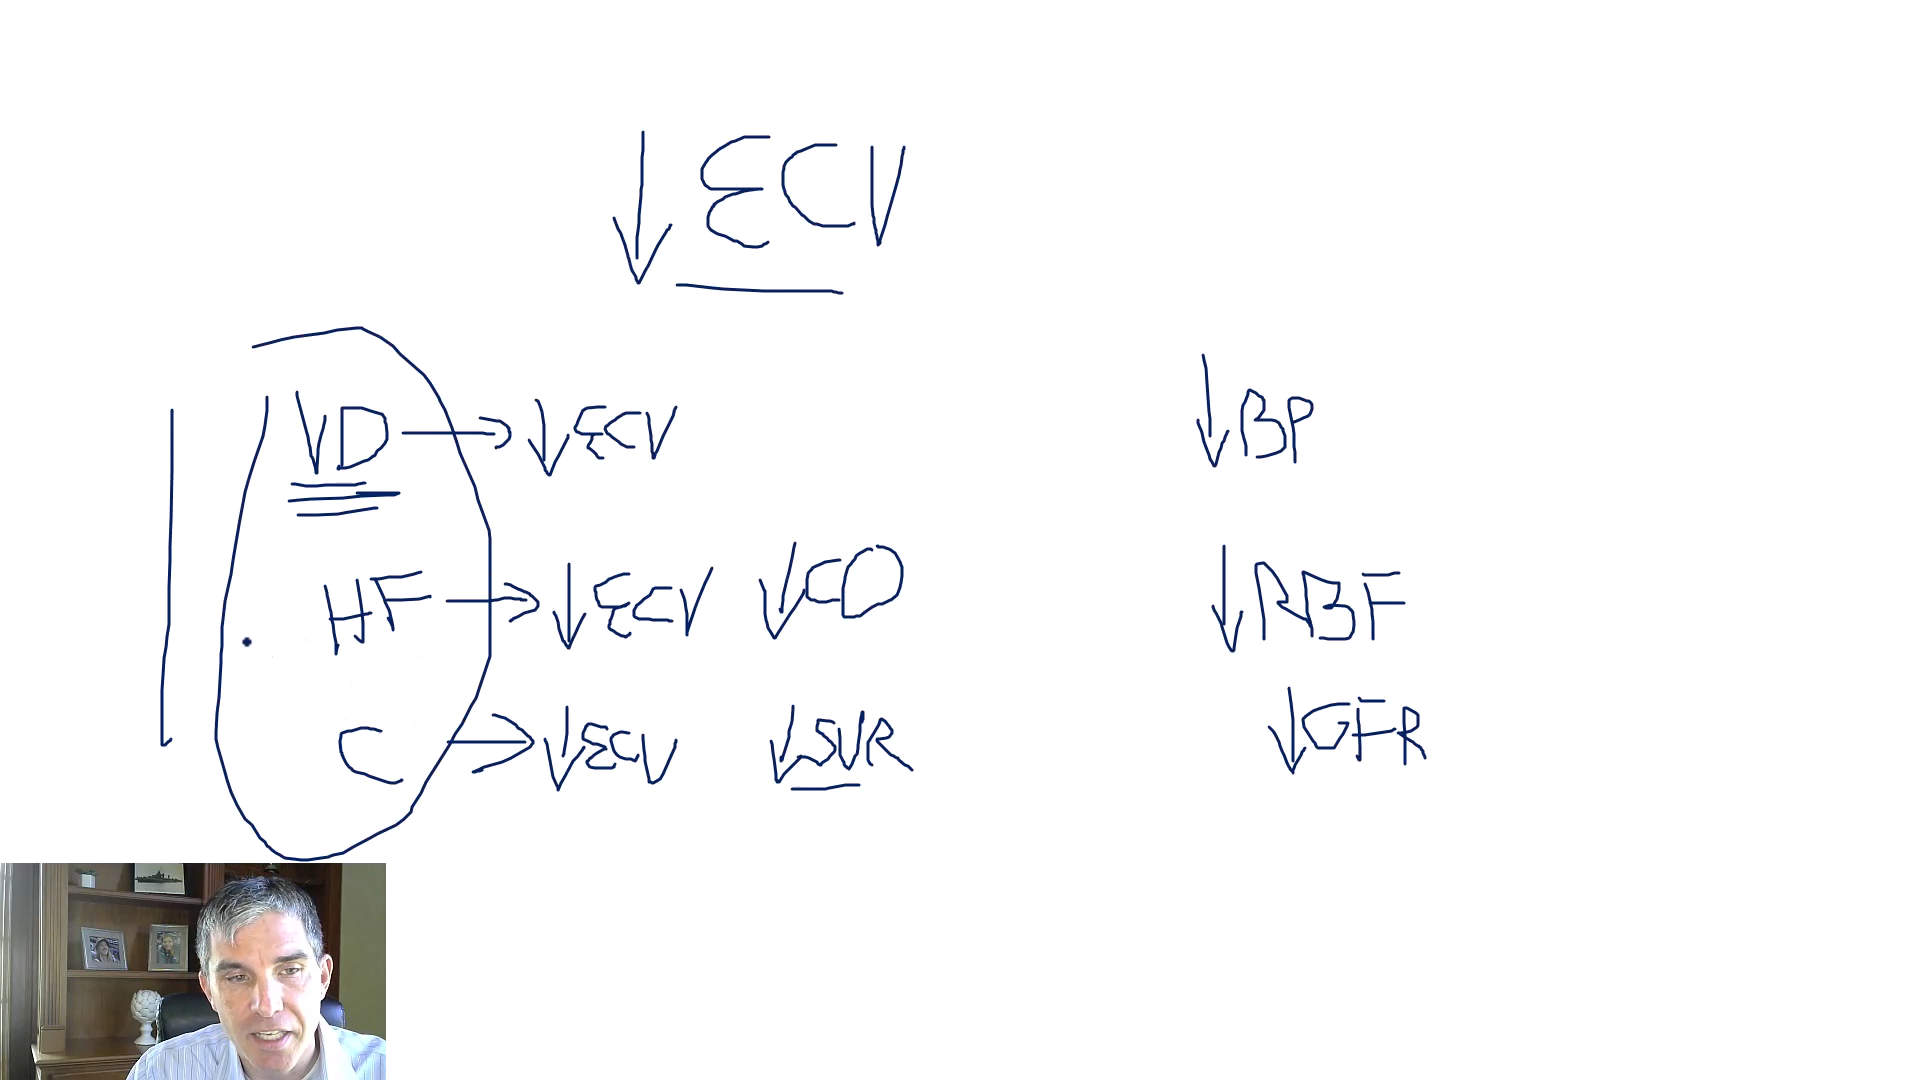 ↓ ECV
VD → ↓ ECV
↓ BP
HF → ↓ ECV ↓ CO
↓ RBF
C → ↓ ECV ↓ SVR
↓ GFR